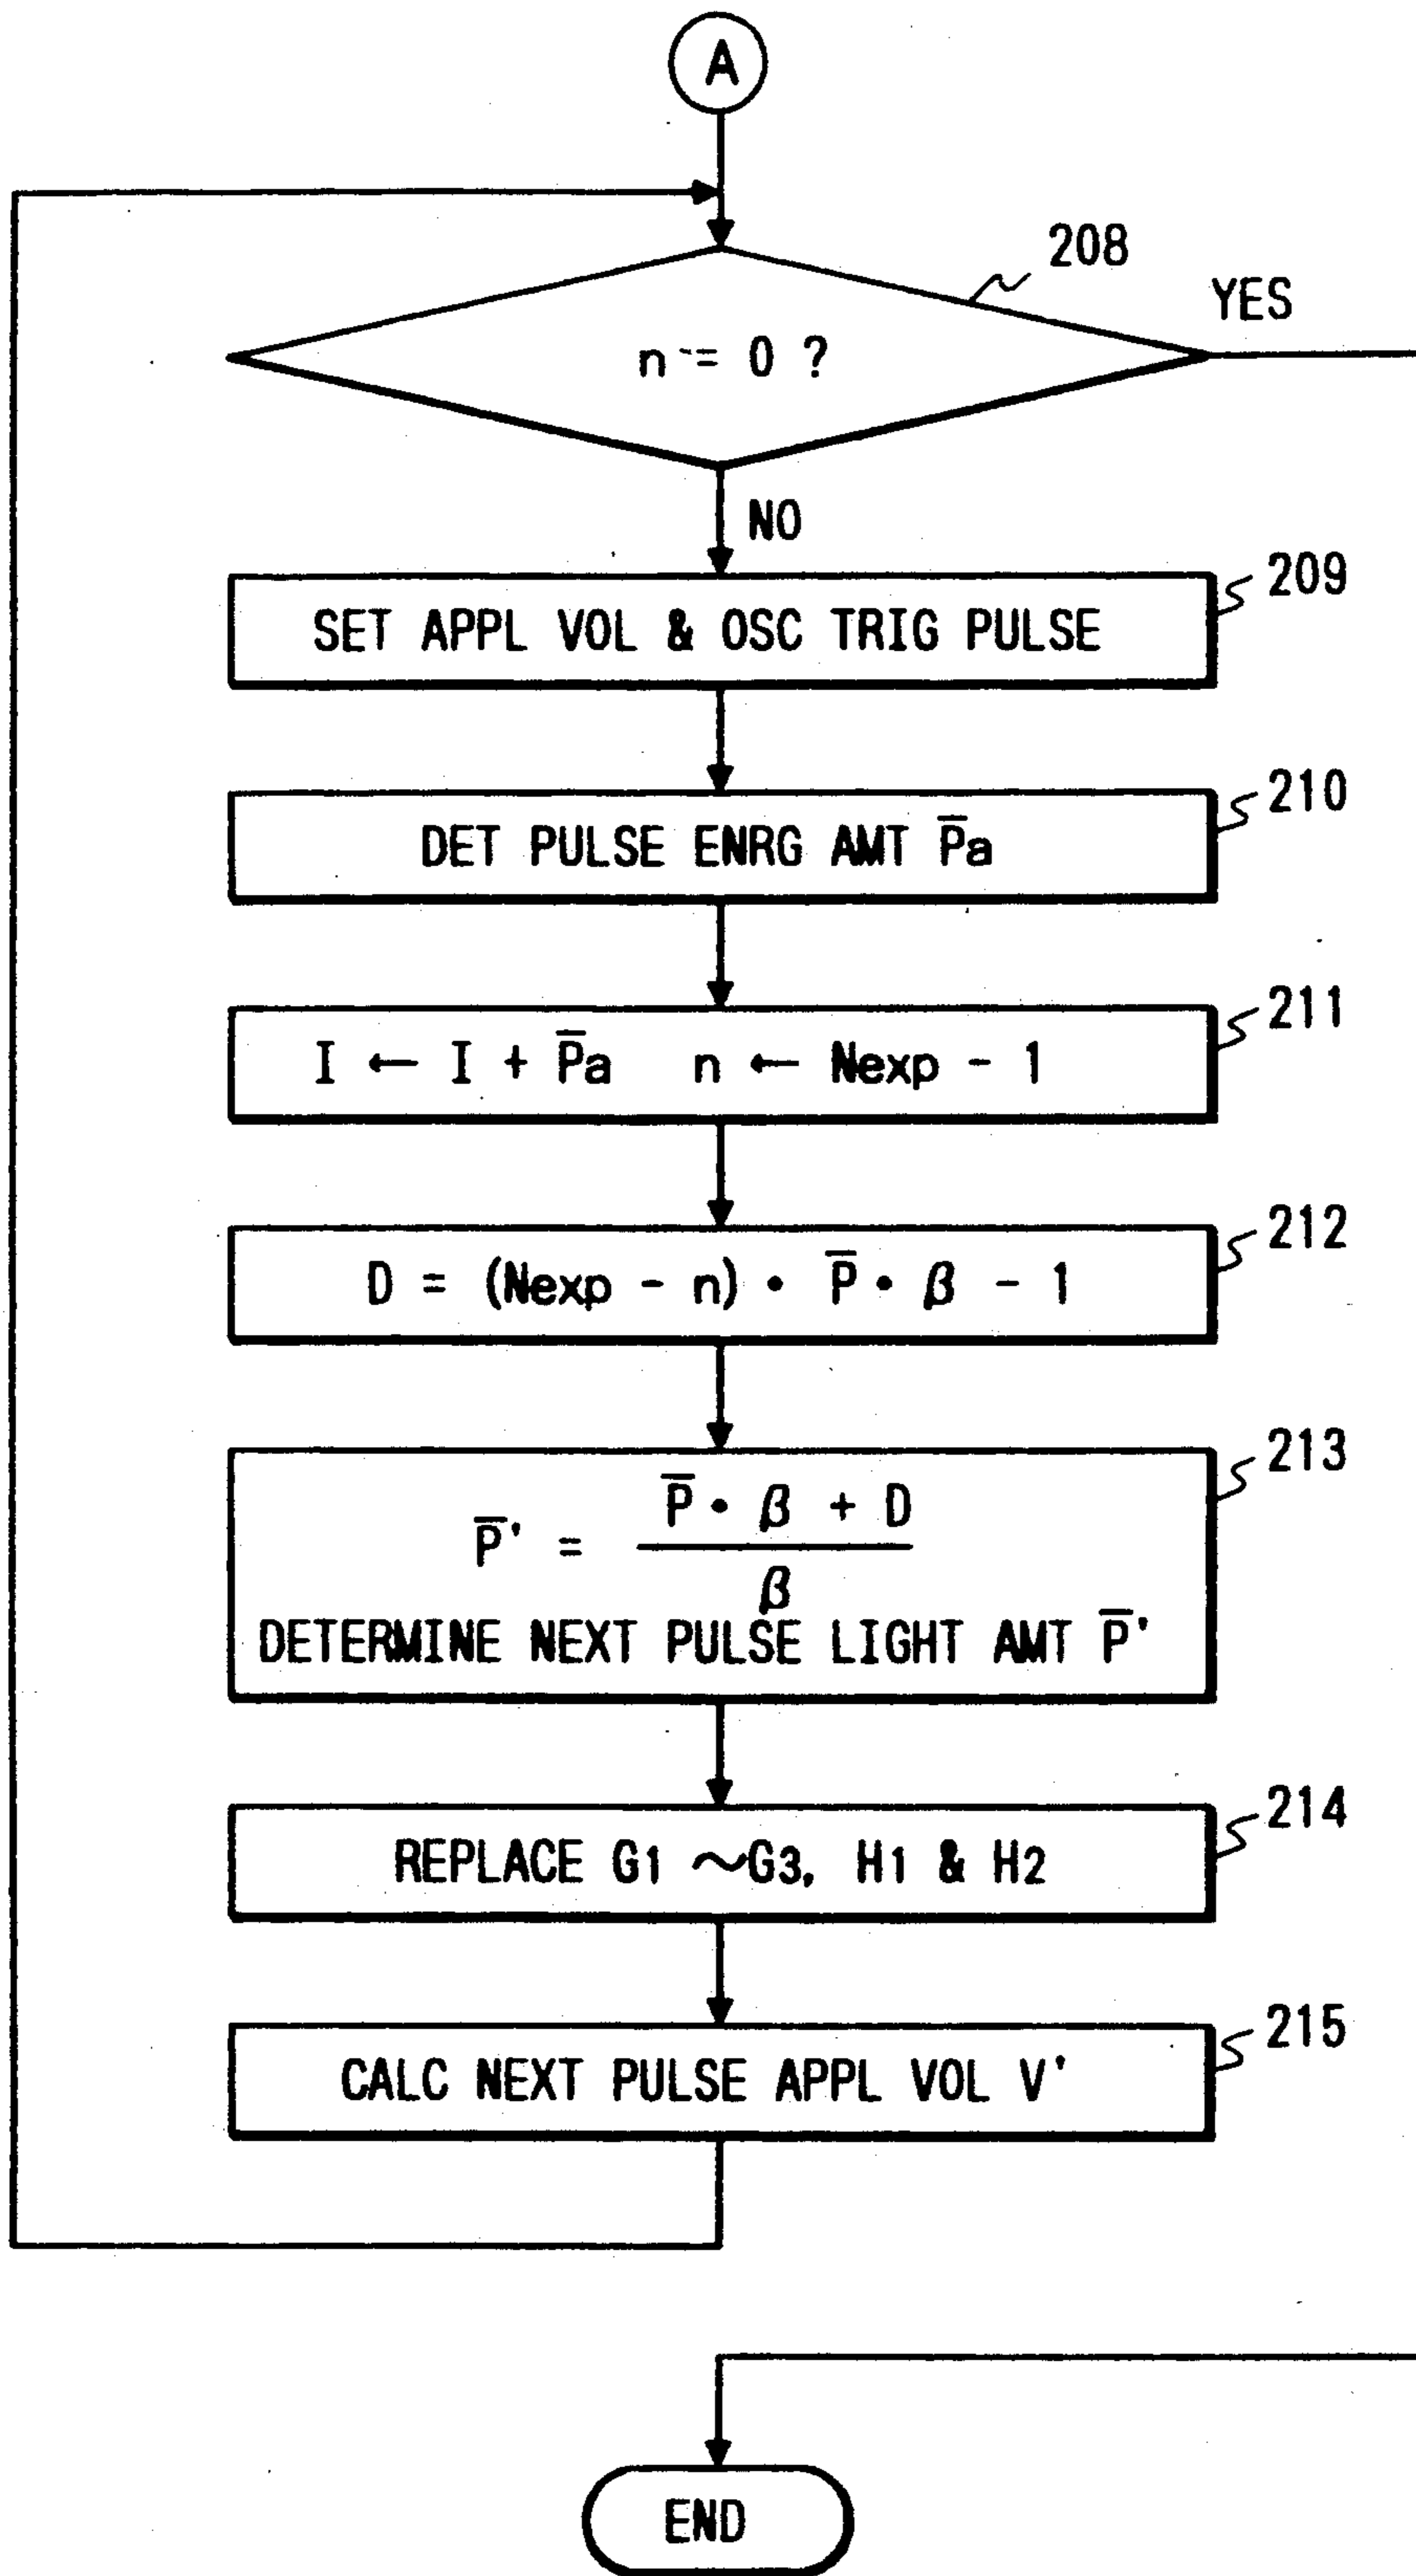 A
208
YES
n = 0 ?
NO
209
SET APPL VOL & OSC TRIG PULSE
210
DET PULSE ENRG AMT P̅a
211
I ← I + P̅a n ← Nexp - 1
212
D = (Nexp - n) • P̅ • β - 1
213
P̅' = P̅ • β + D
β
DETERMINE NEXT PULSE LIGHT AMT P̅'
214
REPLACE G1 ~G3, H1 & H2
215
CALC NEXT PULSE APPL VOL V'
END